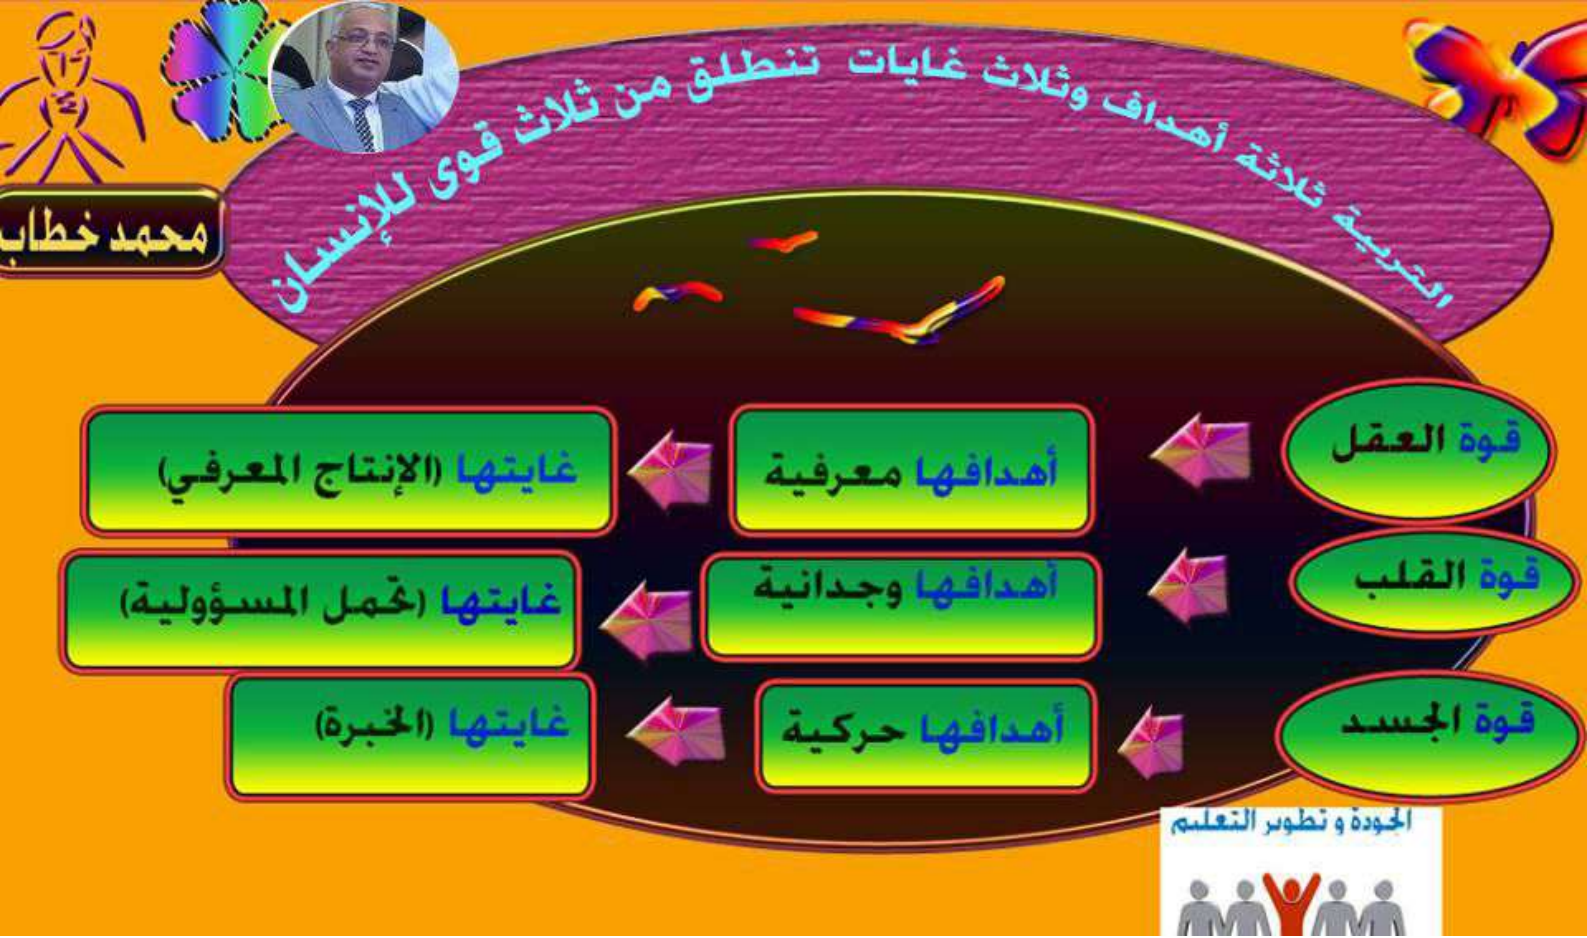 التربية ثلاثة أهداف وثلاث غايات تنطلق من ثلاث قوى للإنسان
محمد خطاب
قوة العقل
أهدافها معرفية
غايتها (الإنتاج المعرفي)
قوة القلب
أهدافها وجدانية
غايتها (تحمل المسؤولية)
قوة الجسد
أهدافها حركية
غايتها (الخبرة)
الجودة و تطوير التعليم